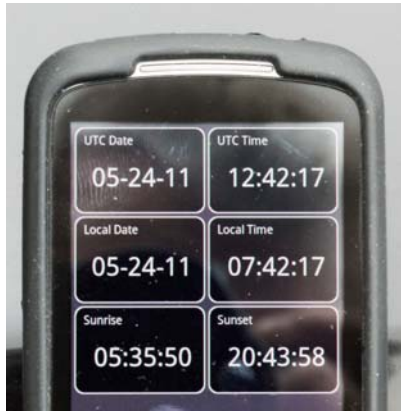 UTC Date UTC Time
05-24-11 12:42:17
Local Date Local Time
05-24-11 07:42:17
Sunrise Sunset
05:35:50 20:43:58